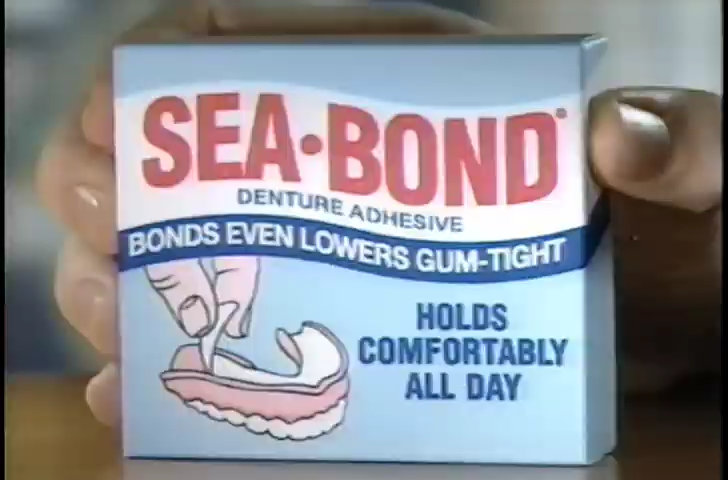 SEA•BOND®
DENTURE ADHESIVE
BONDS EVEN LOWERS GUM-TIGHT
HOLDS
COMFORTABLY
ALL DAY